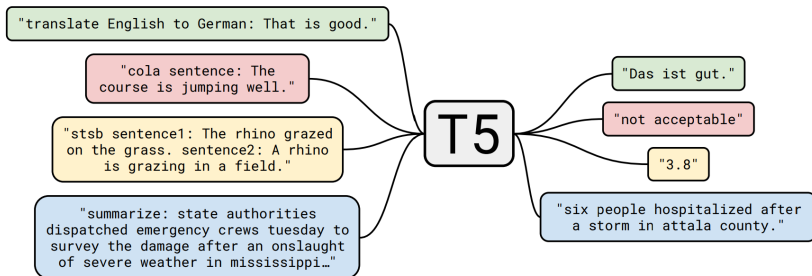 "translate English to German: That is good."
"cola sentence: The
course is jumping well."
"stsb sentence1: The rhino grazed
on the grass. sentence2: A rhino
is grazing in a field."
"summarize: state authorities
dispatched emergency crews tuesday to
survey the damage after an onslaught
of severe weather in mississippi…"
T5
"Das ist gut."
"not acceptable"
"3.8"
"six people hospitalized after
a storm in attala county."